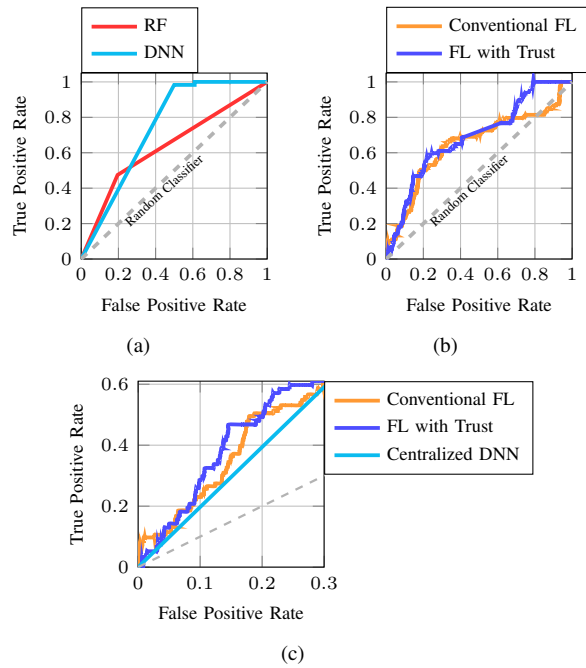 RF
DNN
1
0.8
0.6
0.4
0.2
0
True Positive Rate
Random Classifier
0 0.2 0.4 0.6 0.8 1
False Positive Rate
(a)
Conventional FL
FL with Trust
1
0.8
0.6
0.4
0.2
0
True Positive Rate
Random Classifier
0 0.2 0.4 0.6 0.8 1
False Positive Rate
(b)
Conventional FL
FL with Trust
Centralized DNN
0.6
0.4
0.2
0
True Positive Rate
0 0.1 0.2 0.3
False Positive Rate
(c)